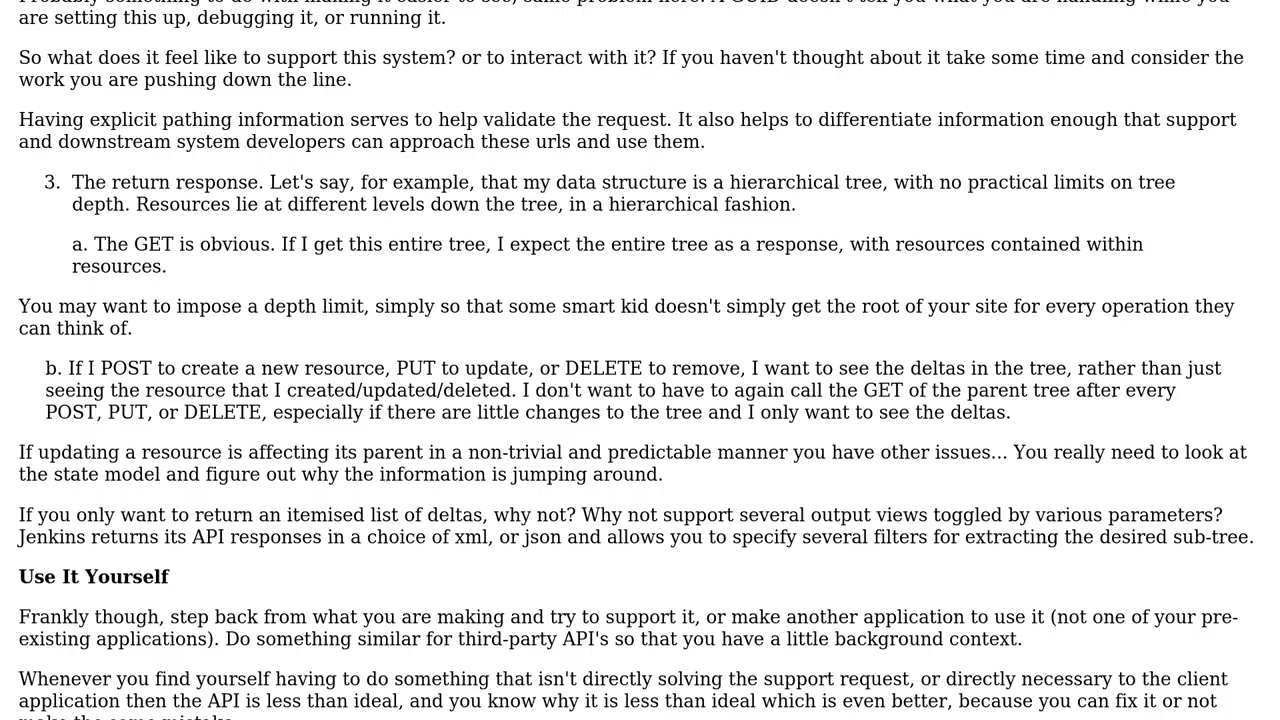 are setting this up, debugging it, or running it.
So what does it feel like to support this system? or to interact with it? If you haven't thought about it take some time and consider the
work you are pushing down the line.
Having explicit pathing information serves to help validate the request. It also helps to differentiate information enough that support
and downstream system developers can approach these urls and use them.
3. The return response. Let's say, for example, that my data structure is a hierarchical tree, with no practical limits on tree
depth. Resources lie at different levels down the tree, in a hierarchical fashion.
a. The GET is obvious. If I get this entire tree, I expect the entire tree as a response, with resources contained within
resources.
You may want to impose a depth limit, simply so that some smart kid doesn't simply get the root of your site for every operation they
can think of.
b. If I POST to create a new resource, PUT to update, or DELETE to remove, I want to see the deltas in the tree, rather than just
seeing the resource that I created/updated/deleted. I don't want to have to again call the GET of the parent tree after every
POST, PUT, or DELETE, especially if there are little changes to the tree and I only want to see the deltas.
If updating a resource is affecting its parent in a non-trivial and predictable manner you have other issues... You really need to look at
the state model and figure out why the information is jumping around.
If you only want to return an itemised list of deltas, why not? Why not support several output views toggled by various parameters?
Jenkins returns its API responses in a choice of xml, or json and allows you to specify several filters for extracting the desired sub-tree.
Use It Yourself
Frankly though, step back from what you are making and try to support it, or make another application to use it (not one of your pre-
existing applications). Do something similar for third-party API's so that you have a little background context.
Whenever you find yourself having to do something that isn't directly solving the support request, or directly necessary to the client
application then the API is less than ideal, and you know why it is less than ideal which is even better, because you can fix it or not